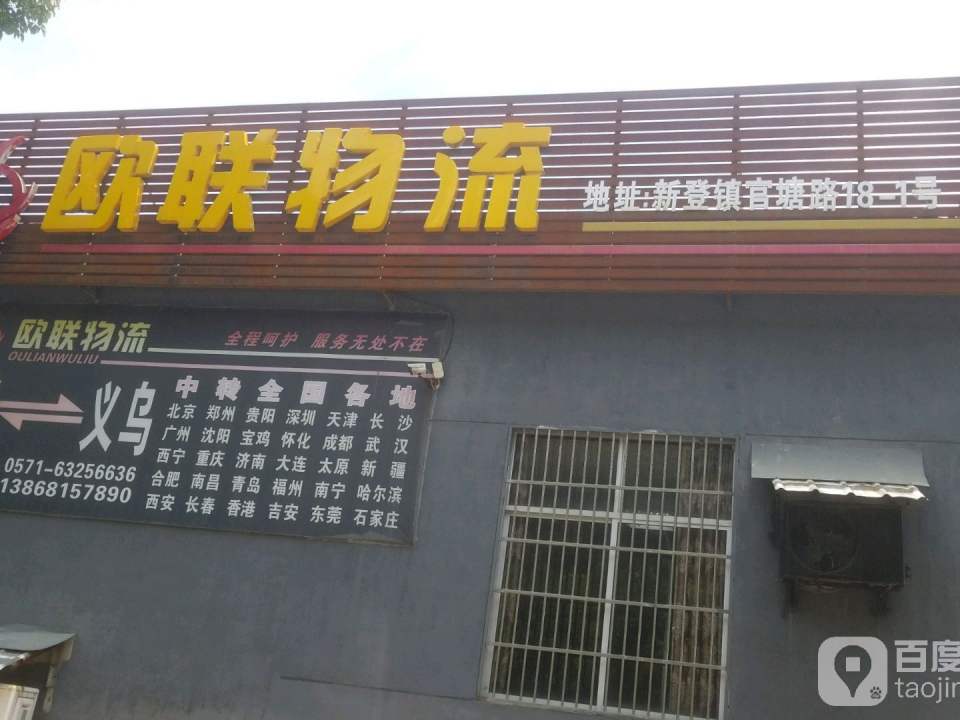 欧联物流
地址:新登镇官塘路18-1号
欧联物流
OULIANWULIU
全程呵护 服务无处不在
义乌
中转全国各地
北京 郑州 贵阳 深圳 天津 长沙
广州 沈阳 宝鸡 怀化 成都 武汉
西宁 重庆 济南 大连 太原 新疆
合肥 南昌 青岛 福州 南宁 哈尔滨
西安 长春 香港 吉安 东莞 石家庄
0571-63256636
13868157890
百度
taojin